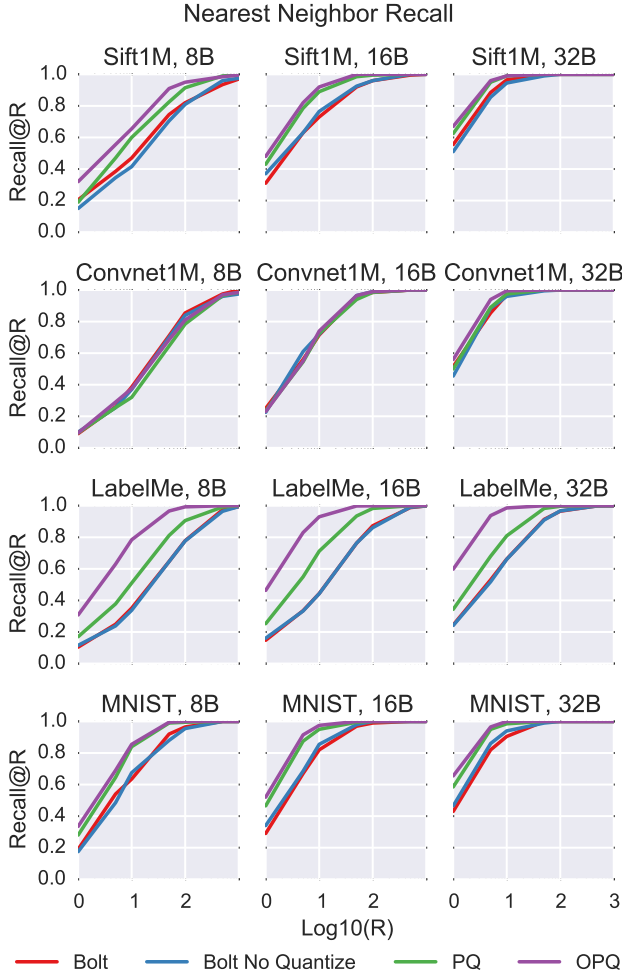 Nearest Neighbor Recall
Sift1M, 8B
Sift1M, 16B
Sift1M, 32B
1.0
0.8
0.6
0.4
0.2
0.0
Recall@R
Convnet1M, 8B
Convnet1M, 16B
Convnet1M, 32B
1.0
0.8
0.6
0.4
0.2
0.0
Recall@R
LabelMe, 8B
LabelMe, 16B
LabelMe, 32B
1.0
0.8
0.6
0.4
0.2
0.0
Recall@R
MNIST, 8B
MNIST, 16B
MNIST, 32B
1.0
0.8
0.6
0.4
0.2
0.0
Recall@R
0 1 2
0 1 2
0 1 2 3
Log10(R)
Bolt
Bolt No Quantize
PQ
OPQ